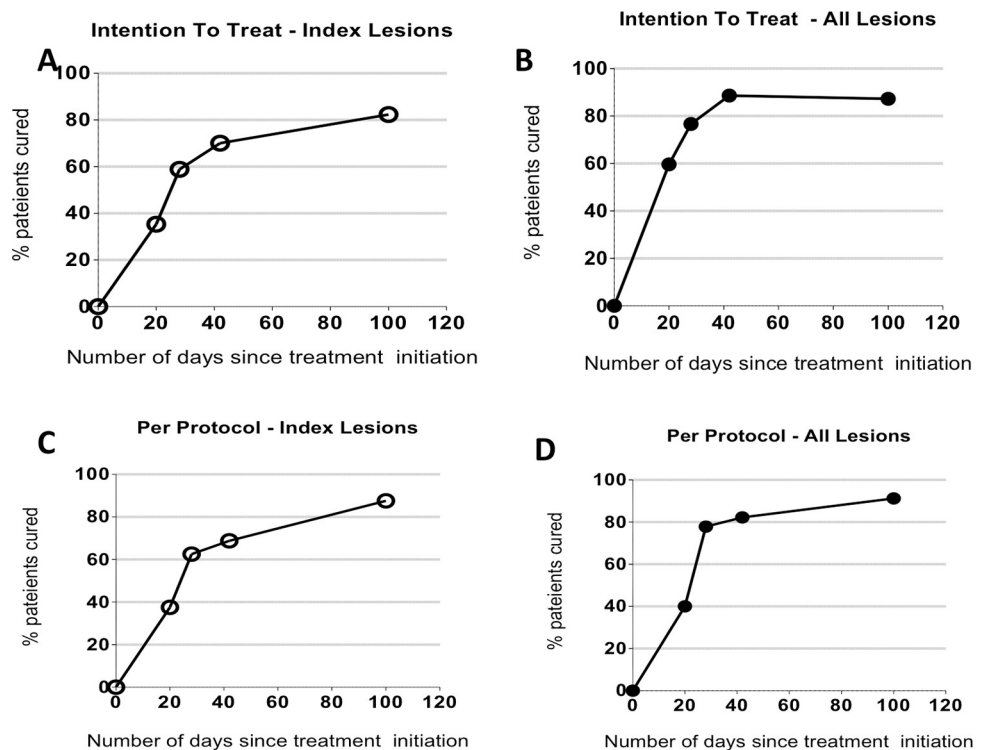 Intention To Treat - Index Lesions
A
100
80
60
40
20
0
% pateients cured
0 20 40 60 80 100 120
Number of days since treatment initiation
Intention To Treat - All Lesions
B
100
80
60
40
20
0
% pateients cured
0 20 40 60 80 100 120
Number of days since treatment initiation
Per Protocol - Index Lesions
C
100
80
60
40
20
0
% pateients cured
0 20 40 60 80 100 120
Number of days since treatment initiation
Per Protocol - All Lesions
D
100
80
60
40
20
0
% pateients cured
0 20 40 60 80 100 120
Number of days since treatment initiation